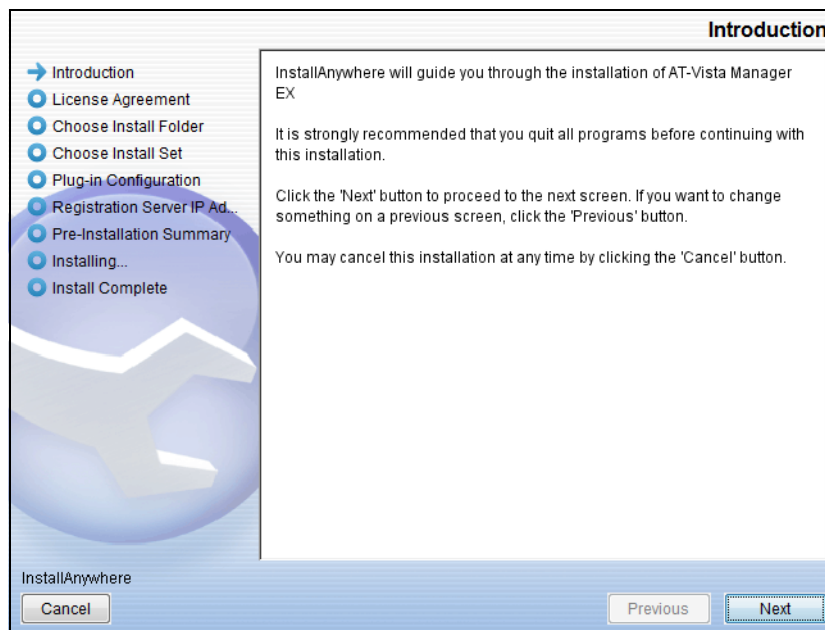 Introduction
Introduction
License Agreement
Choose Install Folder
Choose Install Set
Plug-in Configuration
Registration Server IP Ad...
Pre-Installation Summary
Installing...
Install Complete
InstallAnywhere will guide you through the installation of AT-Vista Manager
EX
It is strongly recommended that you quit all programs before continuing with
this installation.
Click the 'Next' button to proceed to the next screen. If you want to change
something on a previous screen, click the 'Previous' button.
You may cancel this installation at any time by clicking the 'Cancel' button.
InstallAnywhere
Cancel
Previous
Next